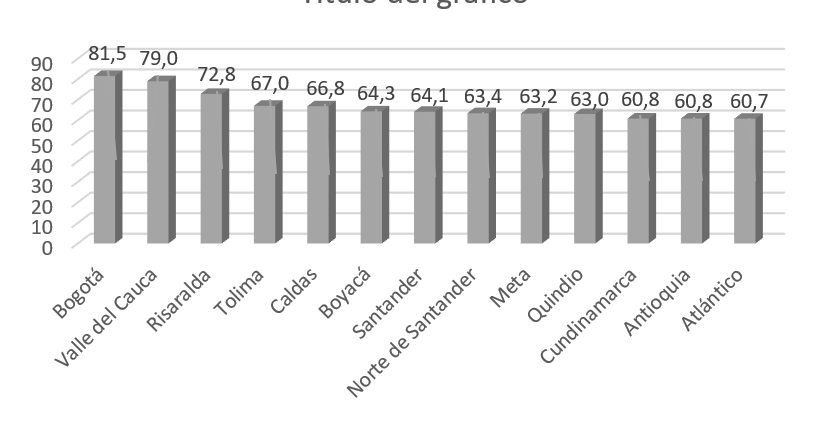 Título del gráfico
81,5 79,0 72,8 67,0 66,8 64,3 64,1 63,4 63,2 63,0 60,8 60,8 60,7
90
80
70
60
50
40
30
20
10
0
Bogotá
Valle del Cauca
Risaralda
Tolima
Caldas
Boyacá
Santander
Norte de Santander
Meta
Quindio
Cundinamarca
Antioquia
Atlántico